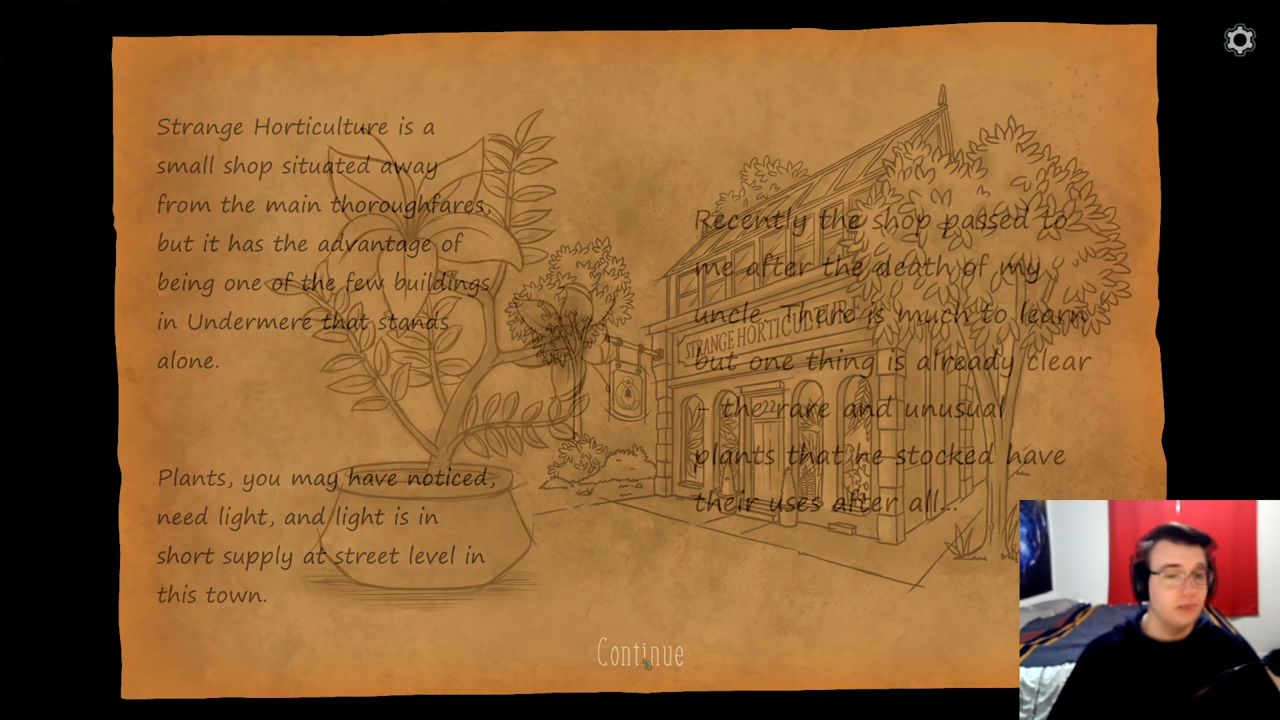 Strange Horticulture is a
small shop situated away
from the main thoroughfares,
but it has the advantage of
being one of the few buildings
in Undermere that stands
alone.
Plants, you may have noticed,
need light, and light is in
short supply at street level in
this town.
Recently the shop passed to
me after the death of my
uncle. There is much to learn
but one thing is already clear
- the rare and unusual
plants that he stocked have
their uses after all...
STRANGE HORTICULTURE
22
Continue